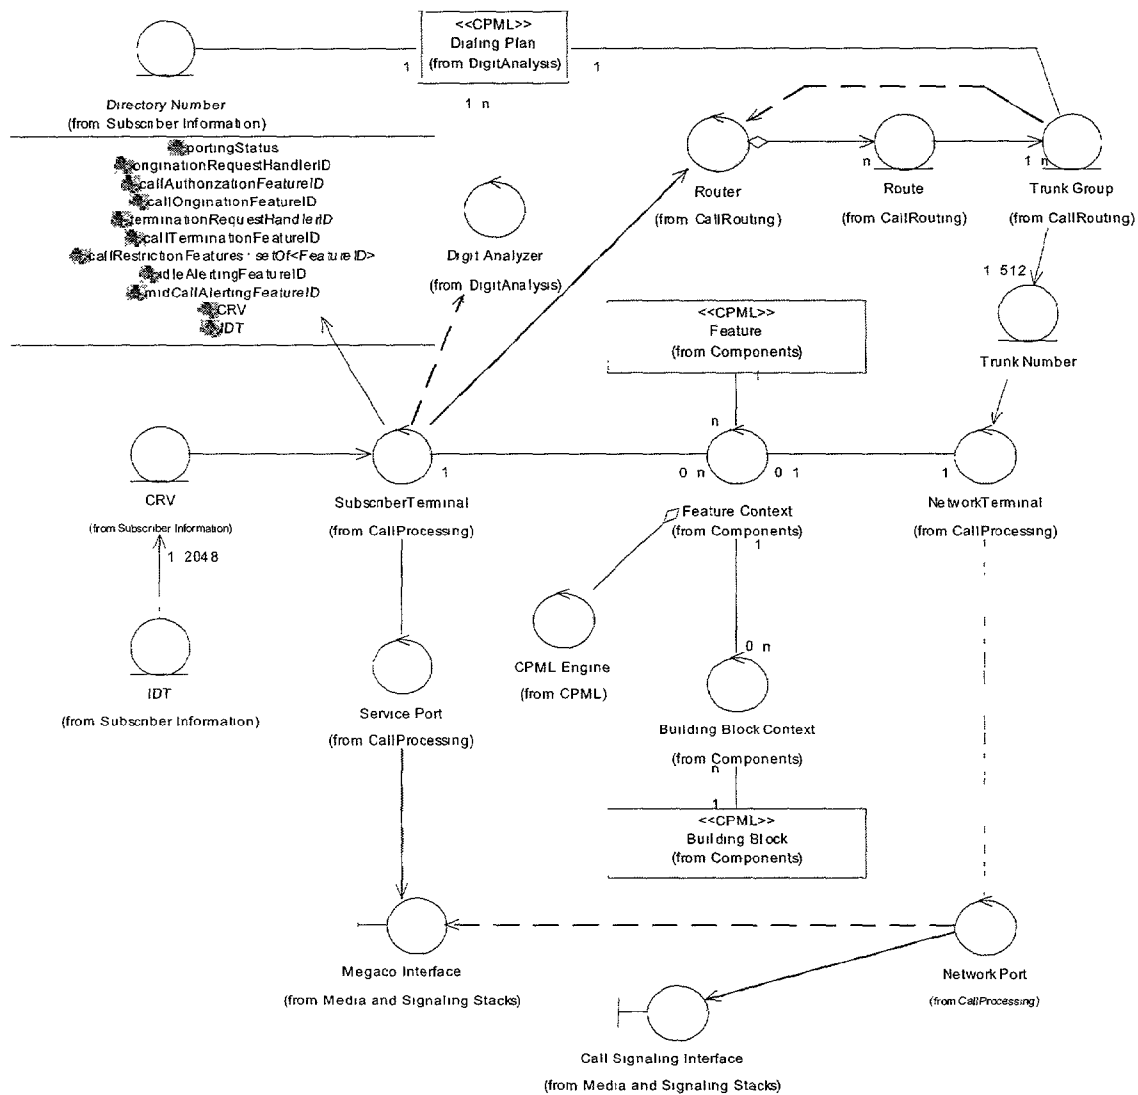 <<CPML>>
Dialing Plan
(from DigitAnalysis)
1
1
1 n
Directory Number
(from Subscriber Information)
portingStatus
originationRequestHandlerID
callAuthorizationFeatureID
callOriginationFeatureID
terminationRequestHandlerID
callTerminationFeatureID
callRestrictionFeatures : setOf<FeatureID>
idleAlertingFeatureID
midCallAlertingFeatureID
CRV
IDT
Digit Analyzer
(from DigitAnalysis)
Router
(from CallRouting)
n
Route
(from CallRouting)
1 n
Trunk Group
(from CallRouting)
1 512
Trunk Number
<<CPML>>
Feature
(from Components)
1
n
CRV
(from Subscriber Information)
1 2048
IDT
(from Subscriber Information)
1
SubscriberTerminal
(from CallProcessing)
0 n
0 1
Feature Context
(from Components)
1
1
NetworkTerminal
(from CallProcessing)
CPML Engine
(from CPML)
0 n
Building Block Context
(from Components)
n
1
<<CPML>>
Building Block
(from Components)
Service Port
(from CallProcessing)
Megaco Interface
(from Media and Signaling Stacks)
Network Port
(from CallProcessing)
Call Signaling Interface
(from Media and Signaling Stacks)